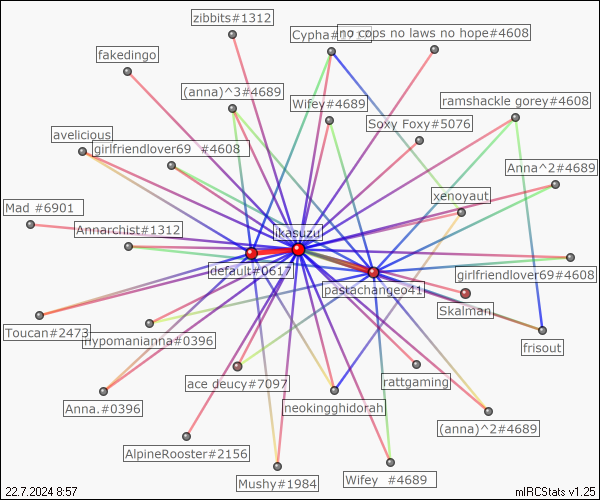 zibbits#1312
Cypha#
no cops no laws no hope#4608
fakedingo
(anna)^3#4689
Wifey#4689
ramshackle gorey#4608
Soxy Foxy#5076
avelicious
girlfriendlover69 #4608
Anna^2#4689
xenoyaut
Mad #6901
Annarchist#1312
ikasuzu
default#0617
pastachangeo41
girlfriendlover69#4608
Skalman
Toucan#2473
hypomanianna#0396
frisout
ace deucy#7097
rattgaming
Anna.#0396
neokingghidorah
(anna)^2#4689
AlpineRooster#2156
Mushy#1984
Wifey #4689
22.7.2024 8:57
mIRCStats v1.25